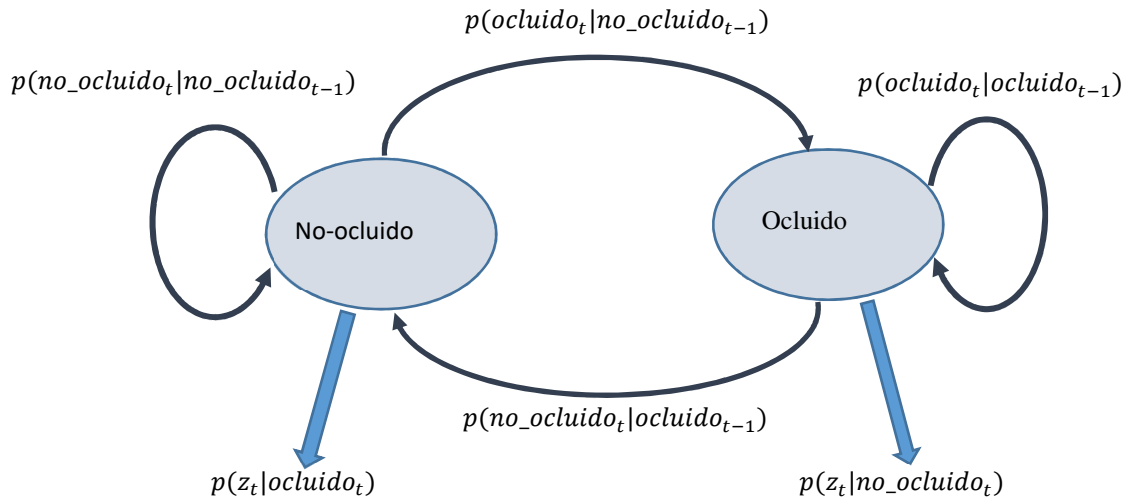 p(ocluido_t|no_ocluido_{t−1})
p(no_ocluido_t|no_ocluido_{t−1})
p(ocluido_t|ocluido_{t−1})
No-ocluido
Ocluido
p(no_ocluido_t|ocluido_{t−1})
p(z_t|ocluido_t)
p(z_t|no_ocluido_t)